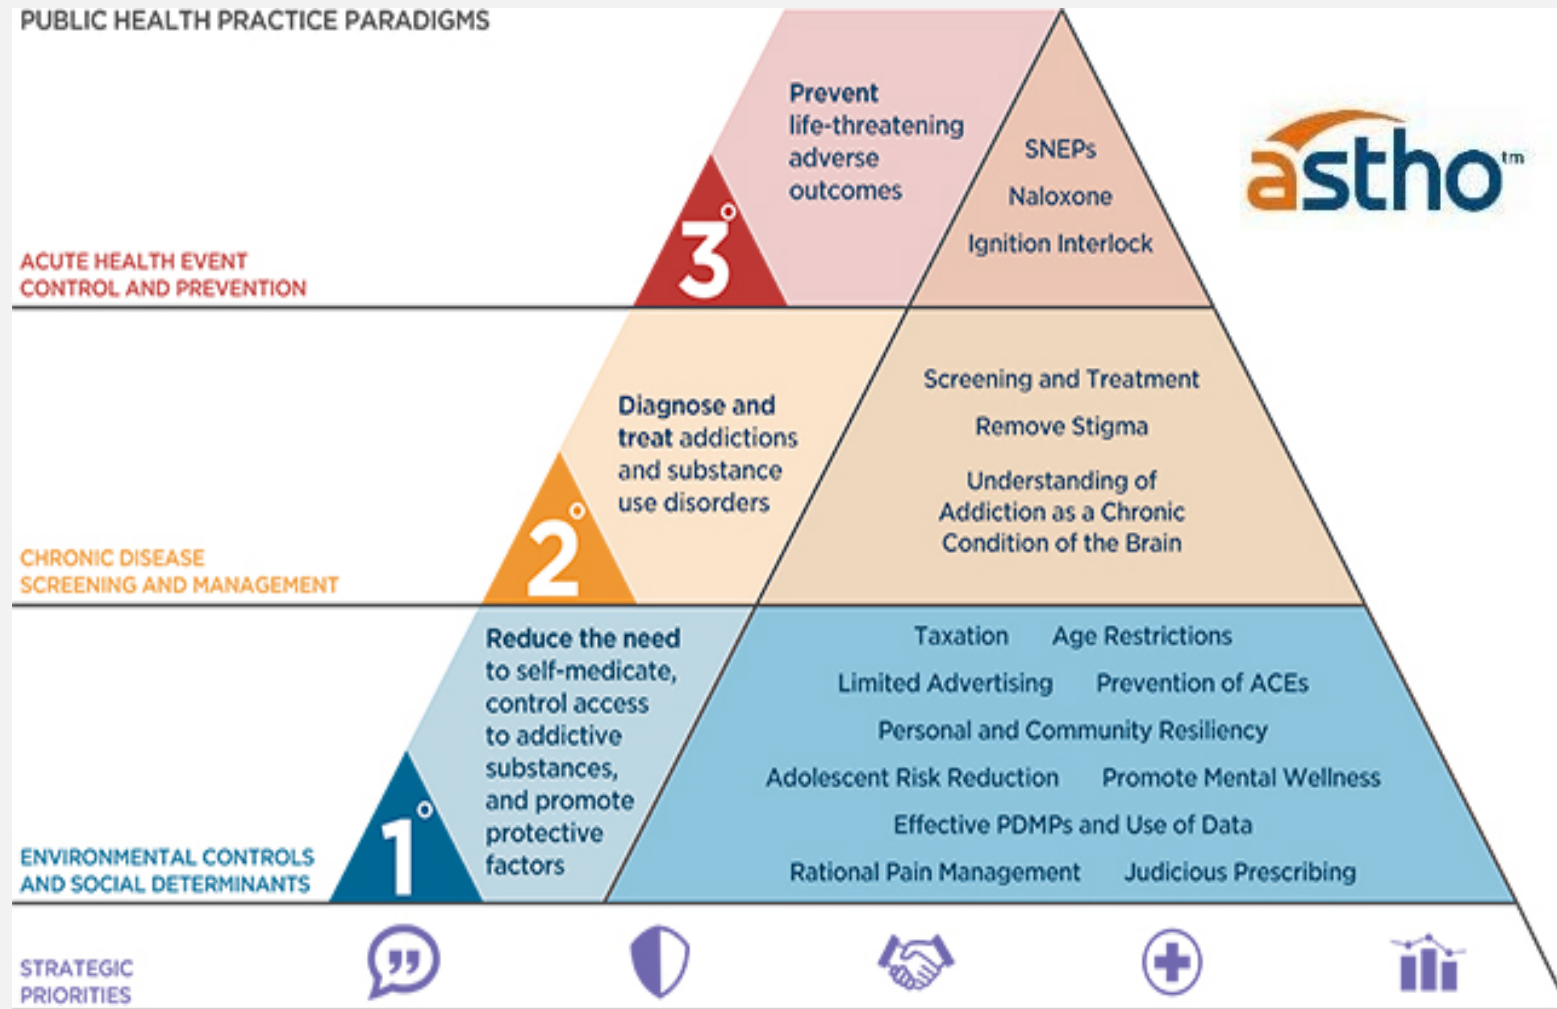 PUBLIC HEALTH PRACTICE PARADIGMS
astho™
ACUTE HEALTH EVENT
CONTROL AND PREVENTION
3°
Prevent
life-threatening
adverse
outcomes
SNEPs
Naloxone
Ignition Interlock
CHRONIC DISEASE
SCREENING AND MANAGEMENT
2°
Diagnose and
treat addictions
and substance
use disorders
Screening and Treatment
Remove Stigma
Understanding of
Addiction as a Chronic
Condition of the Brain
ENVIRONMENTAL CONTROLS
AND SOCIAL DETERMINANTS
1°
Reduce the need
to self-medicate,
control access
to addictive
substances,
and promote
protective
factors
Taxation Age Restrictions
Limited Advertising Prevention of ACEs
Personal and Community Resiliency
Adolescent Risk Reduction Promote Mental Wellness
Effective PDMPs and Use of Data
Rational Pain Management Judicious Prescribing
STRATEGIC
PRIORITIES